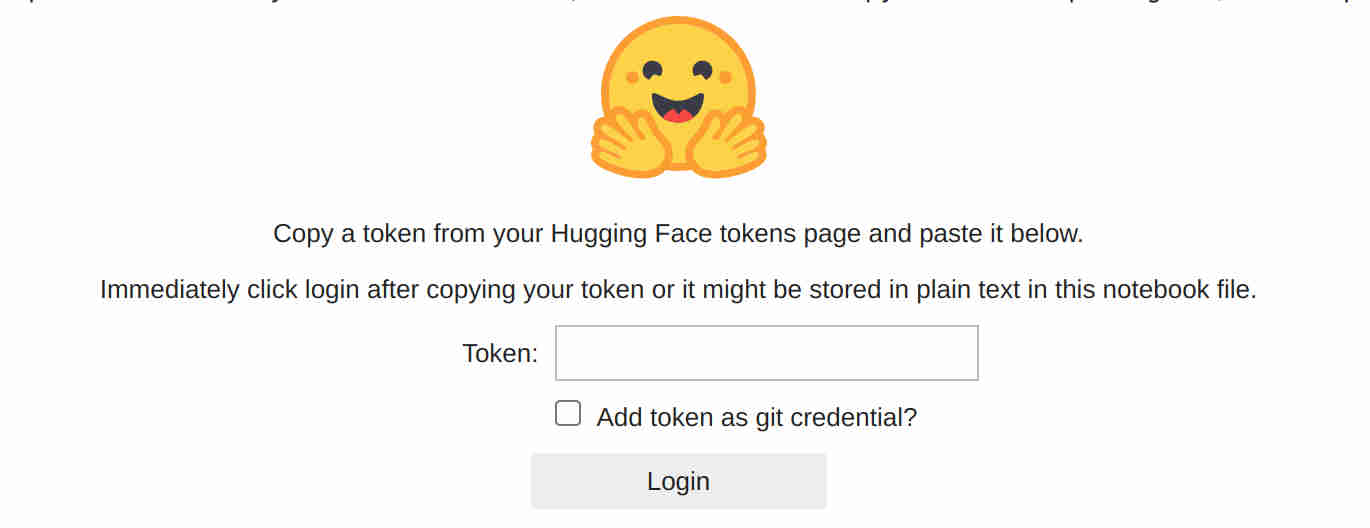 Copy a token from your Hugging Face tokens page and paste it below.
Immediately click login after copying your token or it might be stored in plain text in this notebook file.
Token:
Add token as git credential?
Login